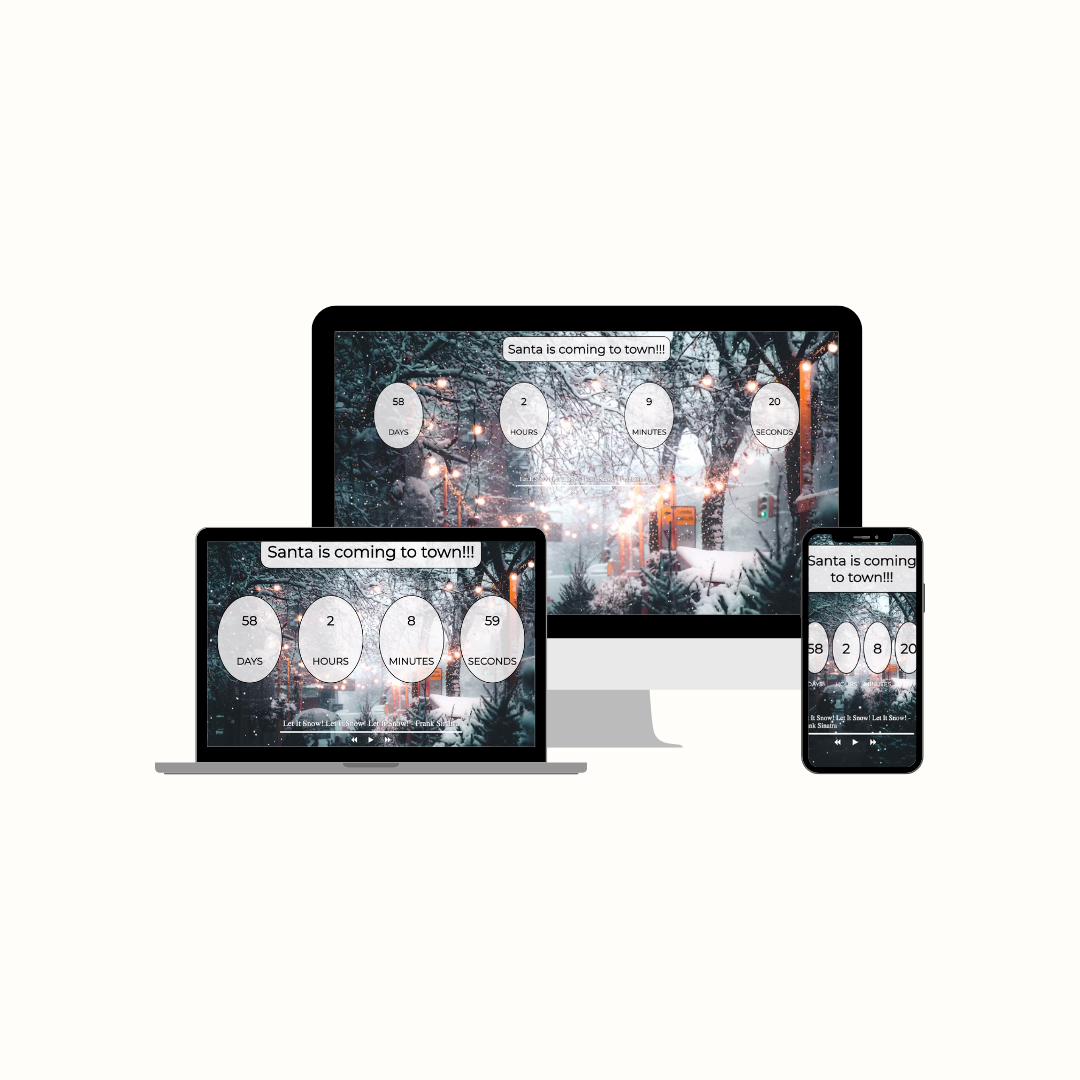 Santa is coming to town!!!
58 2 9 20
DAYS HOURS MINUTES SECONDS
Santa is coming to town!!!
58 2 8 59
DAYS HOURS MINUTES SECONDS
Let It Snow! Let It Snow! Let It Snow! - Frank Sinatra
Santa is coming
to town!!!
58 2 8 20
DAYS HOURS MINUTES
It Snow! Let It Snow! Let It Snow! -
nk Sinatra